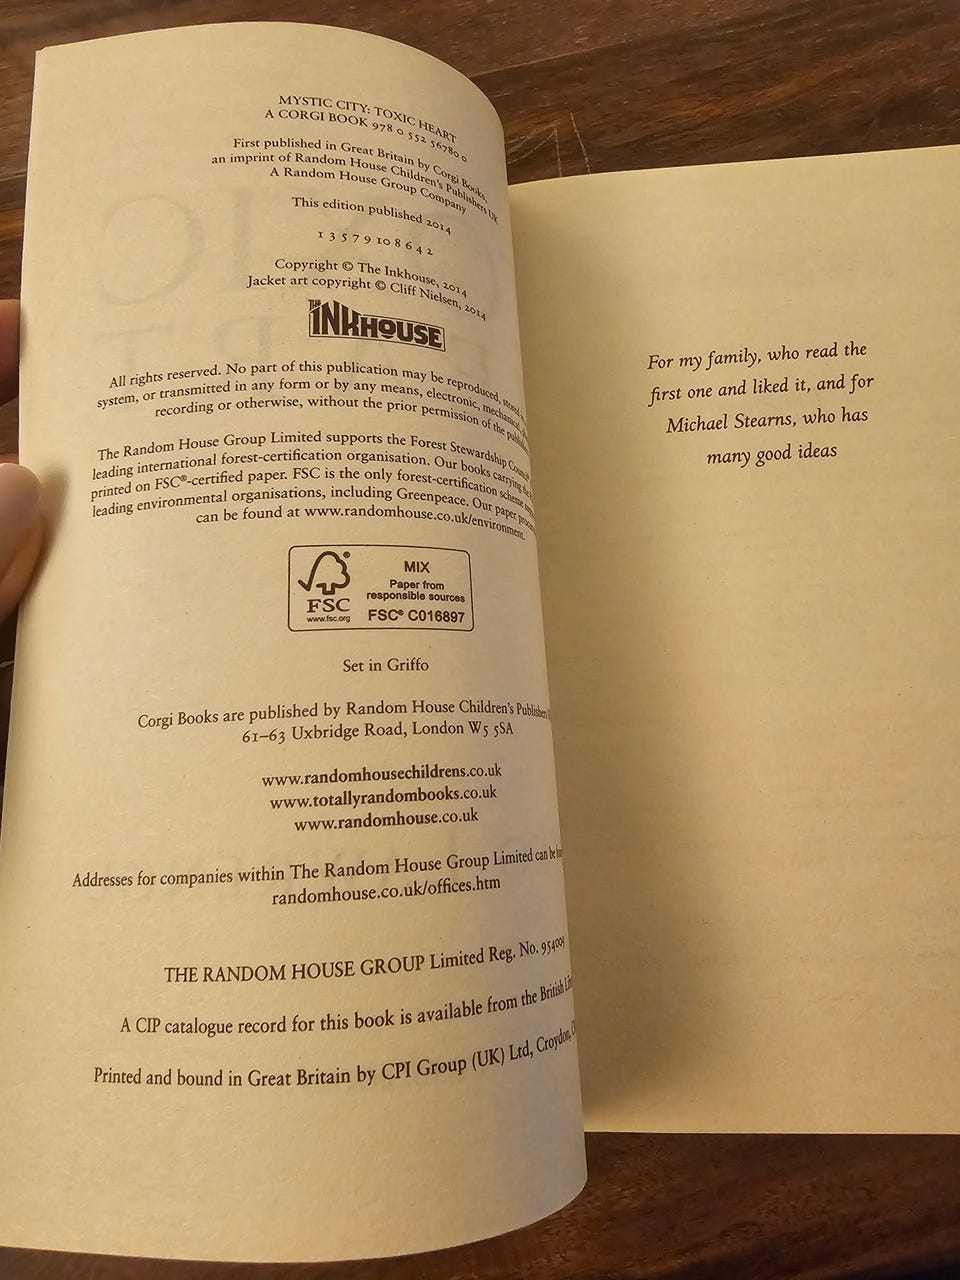 MYSTIC CITY: TOXIC HEART
A CORGI BOOK 978 0 552 56780 0
First published in Great Britain by Corgi Books,
an imprint of Random House Children's Publishers UK
A Random House Group Company
This edition published 2014
1 3 5 7 9 10 8 6 4 2
Copyright © The Inkhouse, 2014
Jacket art copyright © Cliff Nielsen, 2014
THE INKHOUSE
All rights reserved. No part of this publication may be reproduced,
system, or transmitted in any form or by any means, electronic, mechanical,
recording or otherwise, without the prior permission of the
The Random House Group Limited supports the Forest Stewardship Council
leading international forest-certification organisation. Our books carrying the
printed on FSC®-certified paper. FSC is the only forest-certification scheme
leading environmental organisations, including Greenpeace. Our paper
can be found at www.randomhouse.co.uk/environment.
MIX
Paper from
responsible sources
FSC® C016897
FSC
www.fsc.org
Set in Griffo
Corgi Books are published by Random House Children's Publishers
61–63 Uxbridge Road, London W5 5SA
www.randomhousechildrens.co.uk
www.totallyrandombooks.co.uk
www.randomhouse.co.uk
Addresses for companies within The Random House Group Limited can be
randomhouse.co.uk/offices.htm
THE RANDOM HOUSE GROUP Limited Reg. No. 954009
A CIP catalogue record for this book is available from the British
Printed and bound in Great Britain by CPI Group (UK) Ltd, Croydon,
For my family, who read the
first one and liked it, and for
Michael Stearns, who has
many good ideas